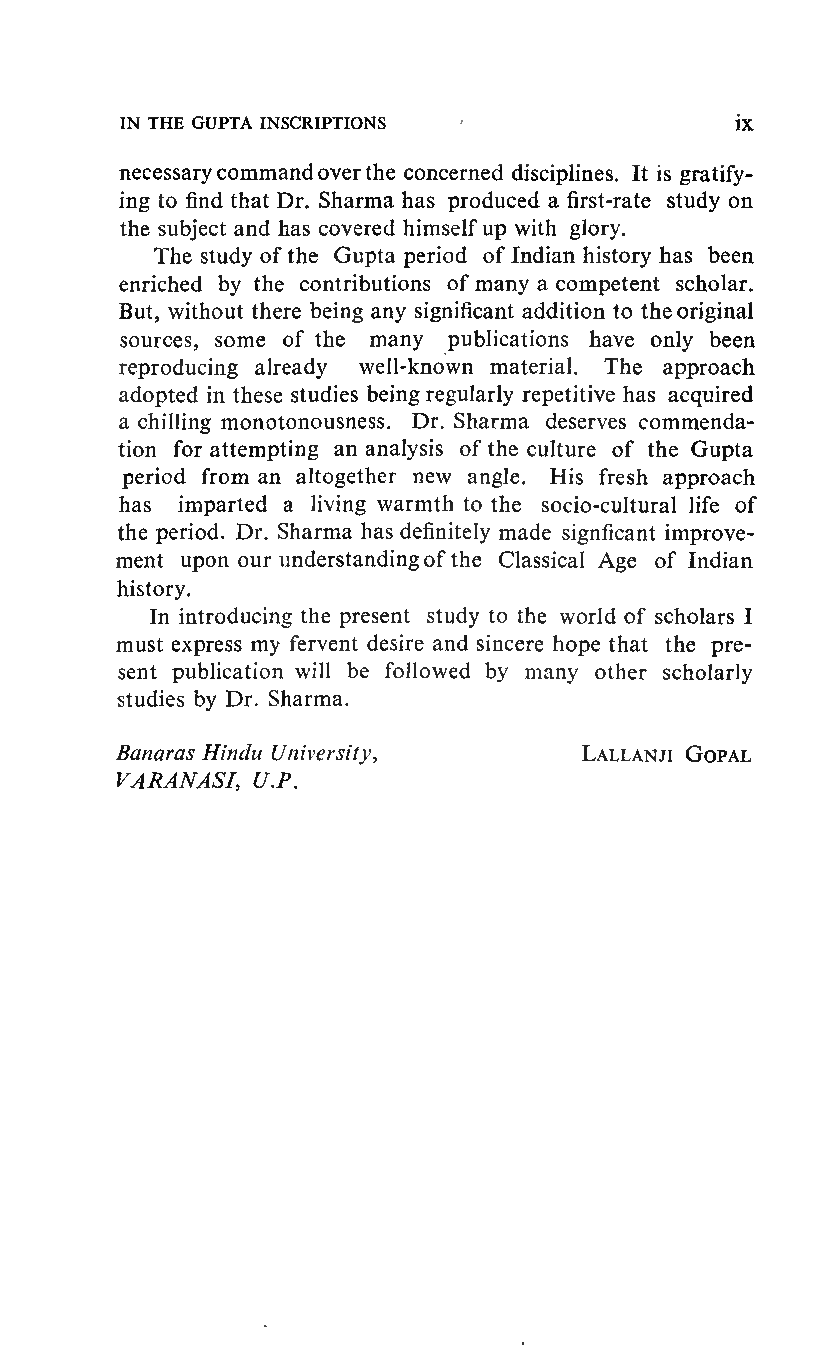 IN THE GUPTA INSCRIPTIONS ix
necessary command over the concerned disciplines. It is gratify-
ing to find that Dr. Sharma has produced a first-rate study on
the subject and has covered himself up with glory.
The study of the Gupta period of Indian history has been
enriched by the contributions of many a competent scholar.
But, without there being any significant addition to the original
sources, some of the many publications have only been
reproducing already well-known material. The approach
adopted in these studies being regularly repetitive has acquired
a chilling monotonousness. Dr. Sharma deserves commenda-
tion for attempting an analysis of the culture of the Gupta
period from an altogether new angle. His fresh approach
has imparted a living warmth to the socio-cultural life of
the period. Dr. Sharma has definitely made signficant improve-
ment upon our understanding of the Classical Age of Indian
history.
In introducing the present study to the world of scholars I
must express my fervent desire and sincere hope that the pre-
sent publication will be followed by many other scholarly
studies by Dr. Sharma.
Banaras Hindu University, LALLANJI GOPAL
VARANASI, U.P.